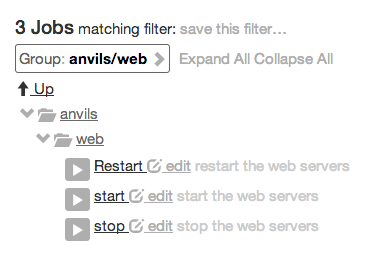 3 Jobs matching filter: save this filter...
Group: anvils/web Expand All Collapse All
Up
anvils
web
Restart edit restart the web servers
start edit start the web servers
stop edit stop the web servers